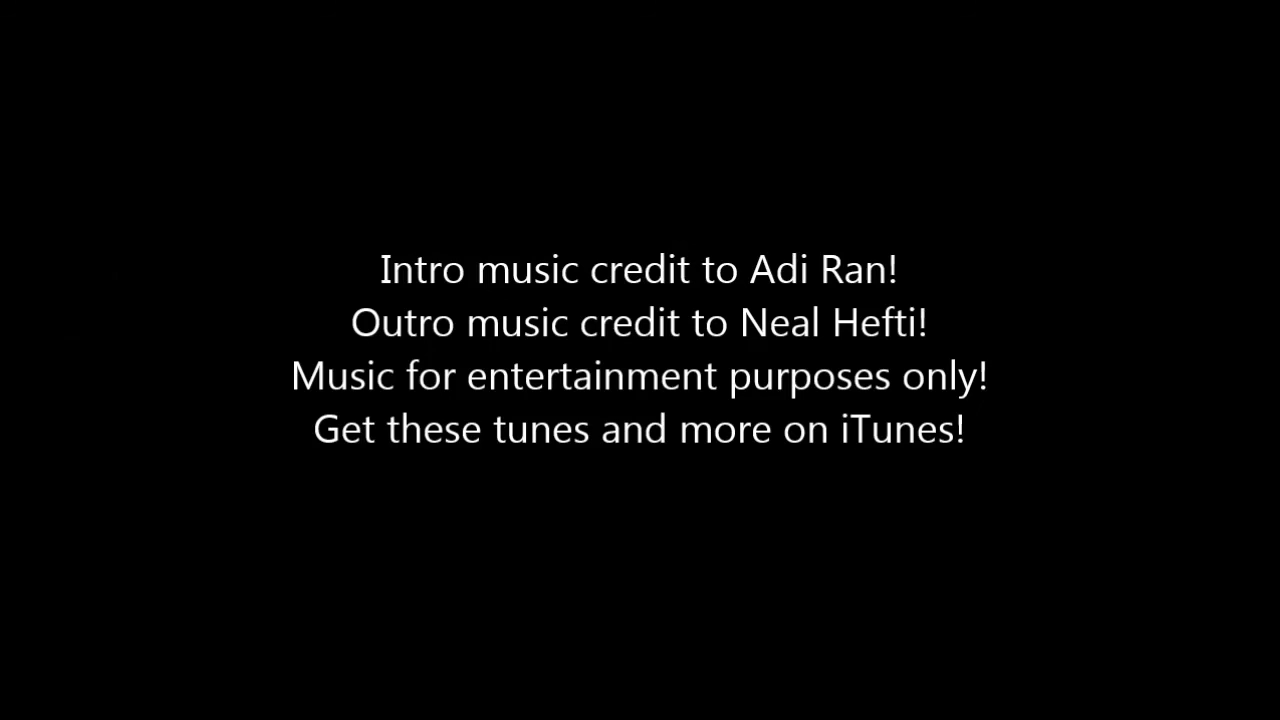 Intro music credit to Adi Ran!
Outro music credit to Neal Hefti!
Music for entertainment purposes only!
Get these tunes and more on iTunes!